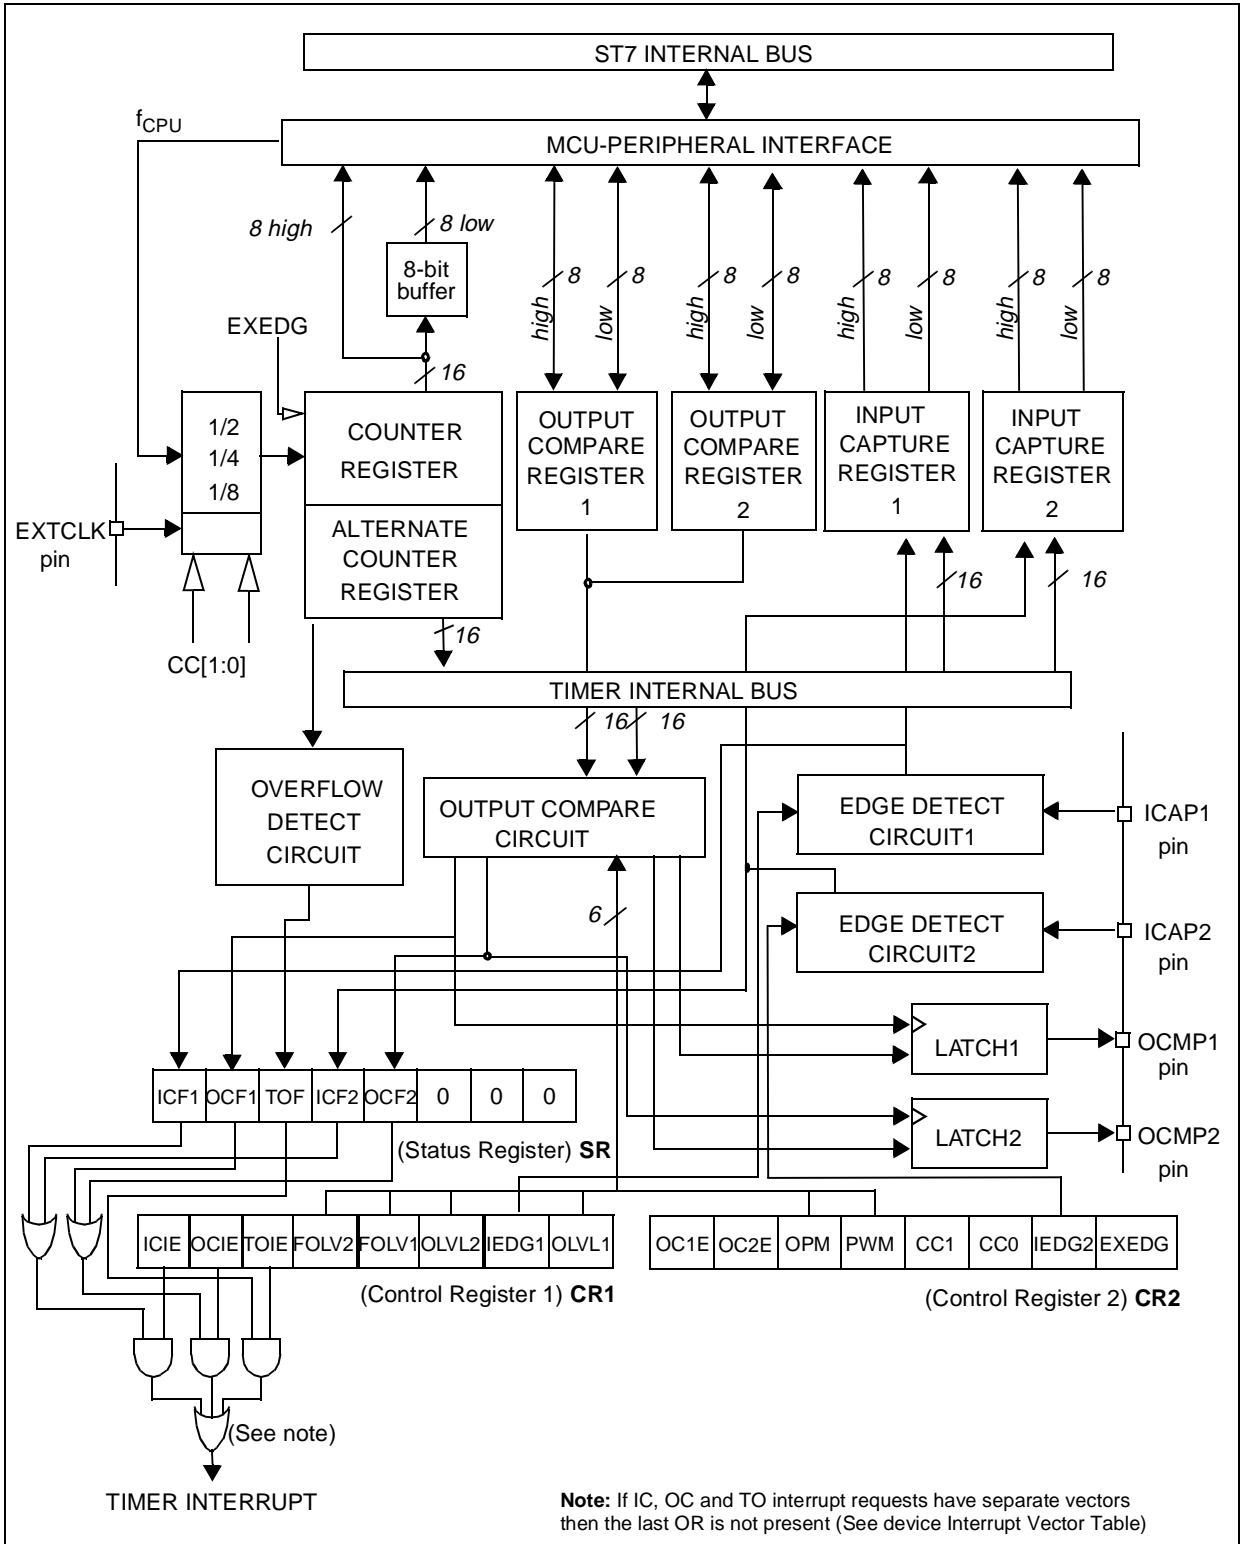 ST7 INTERNAL BUS
fCPU
MCU-PERIPHERAL INTERFACE
8 high
8 low
8-bit
buffer
high
8
low
8
high
8
low
8
high
8
low
8
high
8
low
8
EXEDG
16
1/2
1/4
1/8
COUNTER
REGISTER
OUTPUT
COMPARE
REGISTER
1
OUTPUT
COMPARE
REGISTER
2
INPUT
CAPTURE
REGISTER
1
INPUT
CAPTURE
REGISTER
2
EXTCLK
pin
ALTERNATE
COUNTER
REGISTER
16
16
16
CC[1:0]
TIMER INTERNAL BUS
16
16
OVERFLOW
DETECT
CIRCUIT
OUTPUT COMPARE
CIRCUIT
EDGE DETECT
CIRCUIT1
ICAP1
pin
6
EDGE DETECT
CIRCUIT2
ICAP2
pin
LATCH1
OCMP1
pin
ICF1 OCF1 TOF ICF2 OCF2 0 0 0
LATCH2
OCMP2
pin
(Status Register) SR
ICIE OCIE TOIE FOLV2 FOLV1 OLVL2 IEDG1 OLVL1
OC1E OC2E OPM PWM CC1 CC0 IEDG2 EXEDG
(Control Register 1) CR1
(Control Register 2) CR2
(See note)
TIMER INTERRUPT
Note: If IC, OC and TO interrupt requests have separate vectors
then the last OR is not present (See device Interrupt Vector Table)